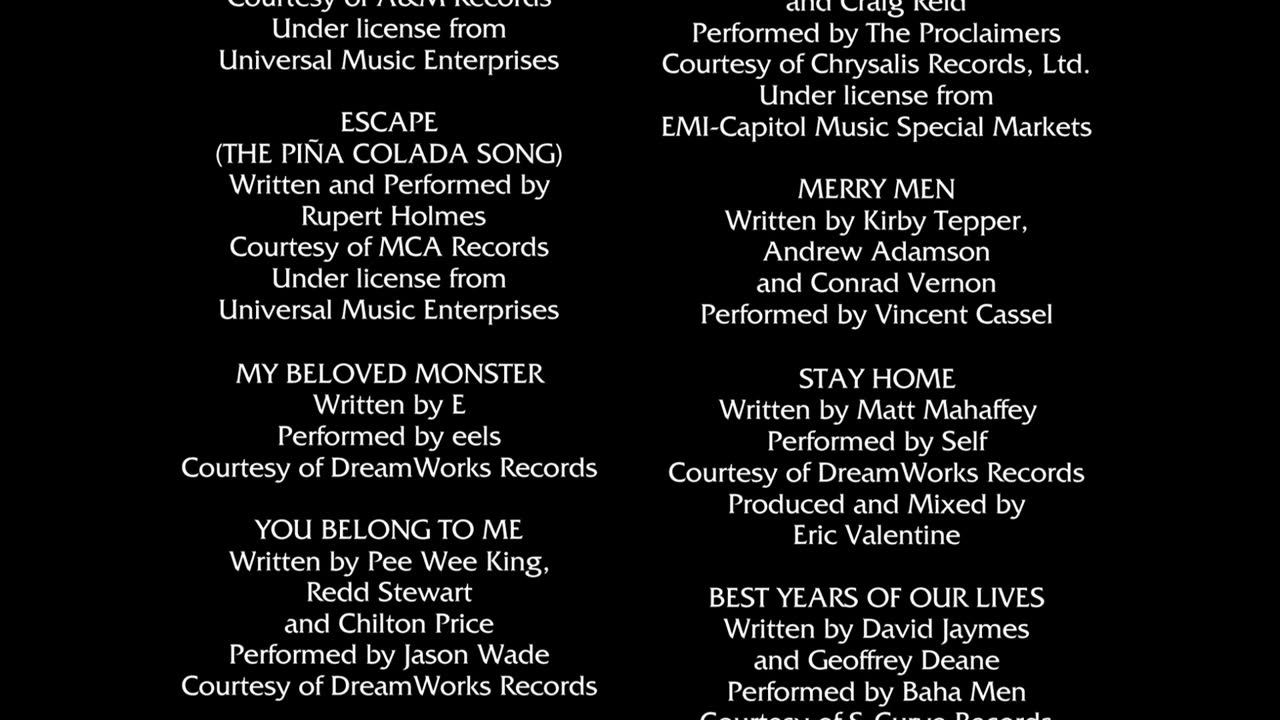 Courtesy of A&M Records
Under license from
Universal Music Enterprises
ESCAPE
(THE PIÑA COLADA SONG)
Written and Performed by
Rupert Holmes
Courtesy of MCA Records
Under license from
Universal Music Enterprises
MY BELOVED MONSTER
Written by E
Performed by eels
Courtesy of DreamWorks Records
YOU BELONG TO ME
Written by Pee Wee King,
Redd Stewart
and Chilton Price
Performed by Jason Wade
Courtesy of DreamWorks Records
and Craig Reid
Performed by The Proclaimers
Courtesy of Chrysalis Records, Ltd.
Under license from
EMI-Capitol Music Special Markets
MERRY MEN
Written by Kirby Tepper,
Andrew Adamson
and Conrad Vernon
Performed by Vincent Cassel
STAY HOME
Written by Matt Mahaffey
Performed by Self
Courtesy of DreamWorks Records
Produced and Mixed by
Eric Valentine
BEST YEARS OF OUR LIVES
Written by David Jaymes
and Geoffrey Deane
Performed by Baha Men
Courtesy of S-Curve Records